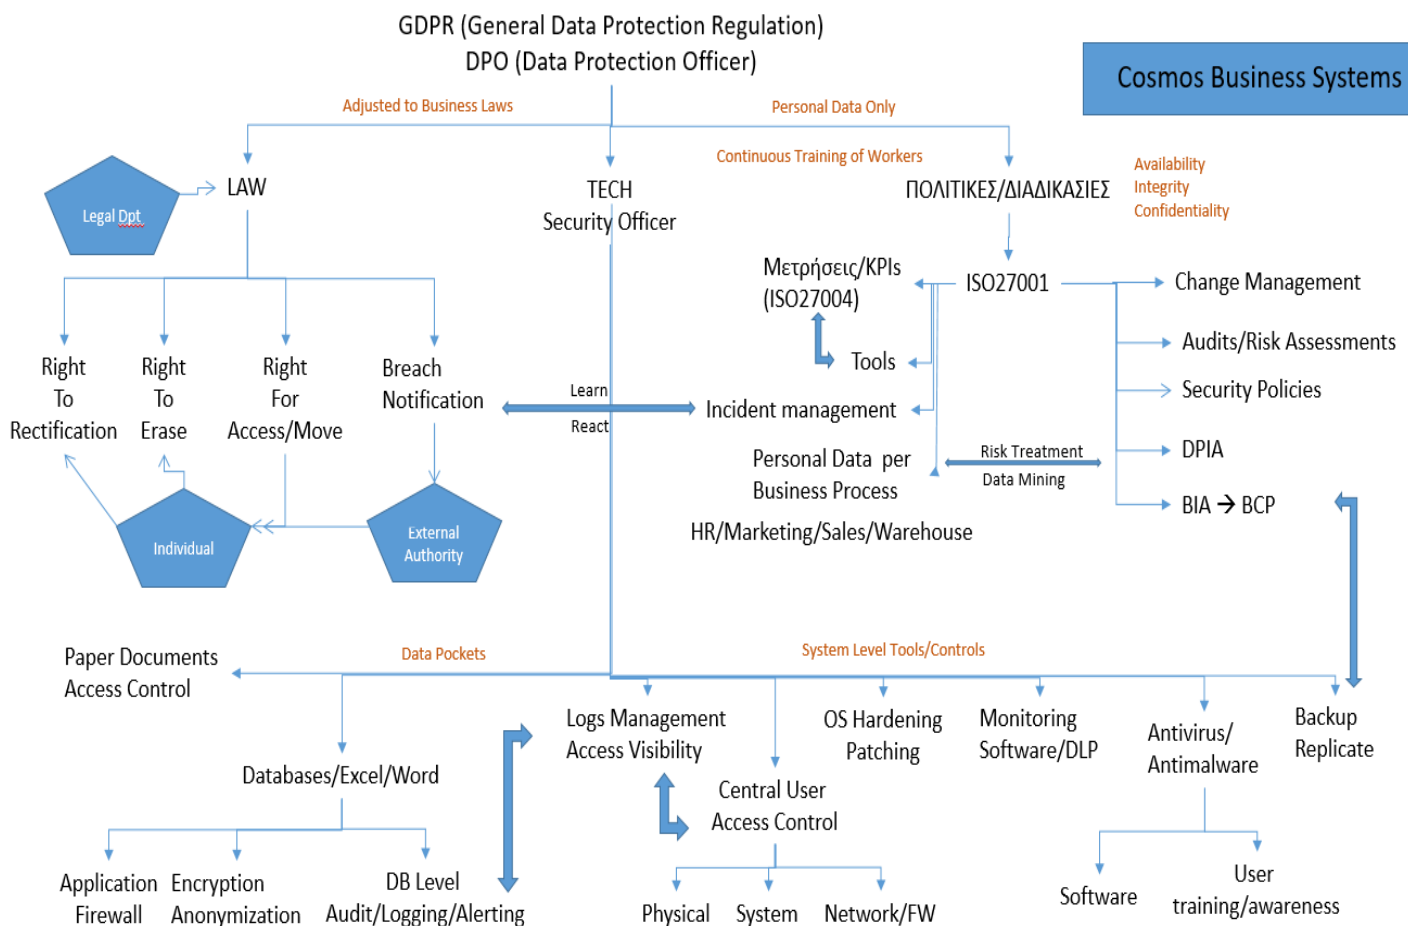 GDPR (General Data Protection Regulation)
DPO (Data Protection Officer)
Cosmos Business Systems
Adjusted to Business Laws
Personal Data Only
Continuous Training of Workers
Availability
Integrity
Confidentiality
Legal Dpt
LAW
TECH
Security Officer
ΠΟΛΙΤΙΚΕΣ/ΔΙΑΔΙΚΑΣΙΕΣ
Μετρήσεις/KPIs
(ISO27004)
ISO27001
Change Management
Audits/Risk Assessments
Tools
Security Policies
Right
To
Rectification
Right
To
Erase
Right
For
Access/Move
Breach
Notification
Learn
React
Incident management
Personal Data per
Business Process
Risk Treatment
Data Mining
DPIA
BIA → BCP
HR/Marketing/Sales/Warehouse
Individual
External
Authority
Paper Documents
Access Control
Data Pockets
System Level Tools/Controls
Databases/Excel/Word
Logs Management
Access Visibility
OS Hardening
Patching
Monitoring
Software/DLP
Antivirus/
Antimalware
Backup
Replicate
Central User
Access Control
Application
Firewall
Encryption
Anonymization
DB Level
Audit/Logging/Alerting
Physical
System
Network/FW
Software
User
training/awareness